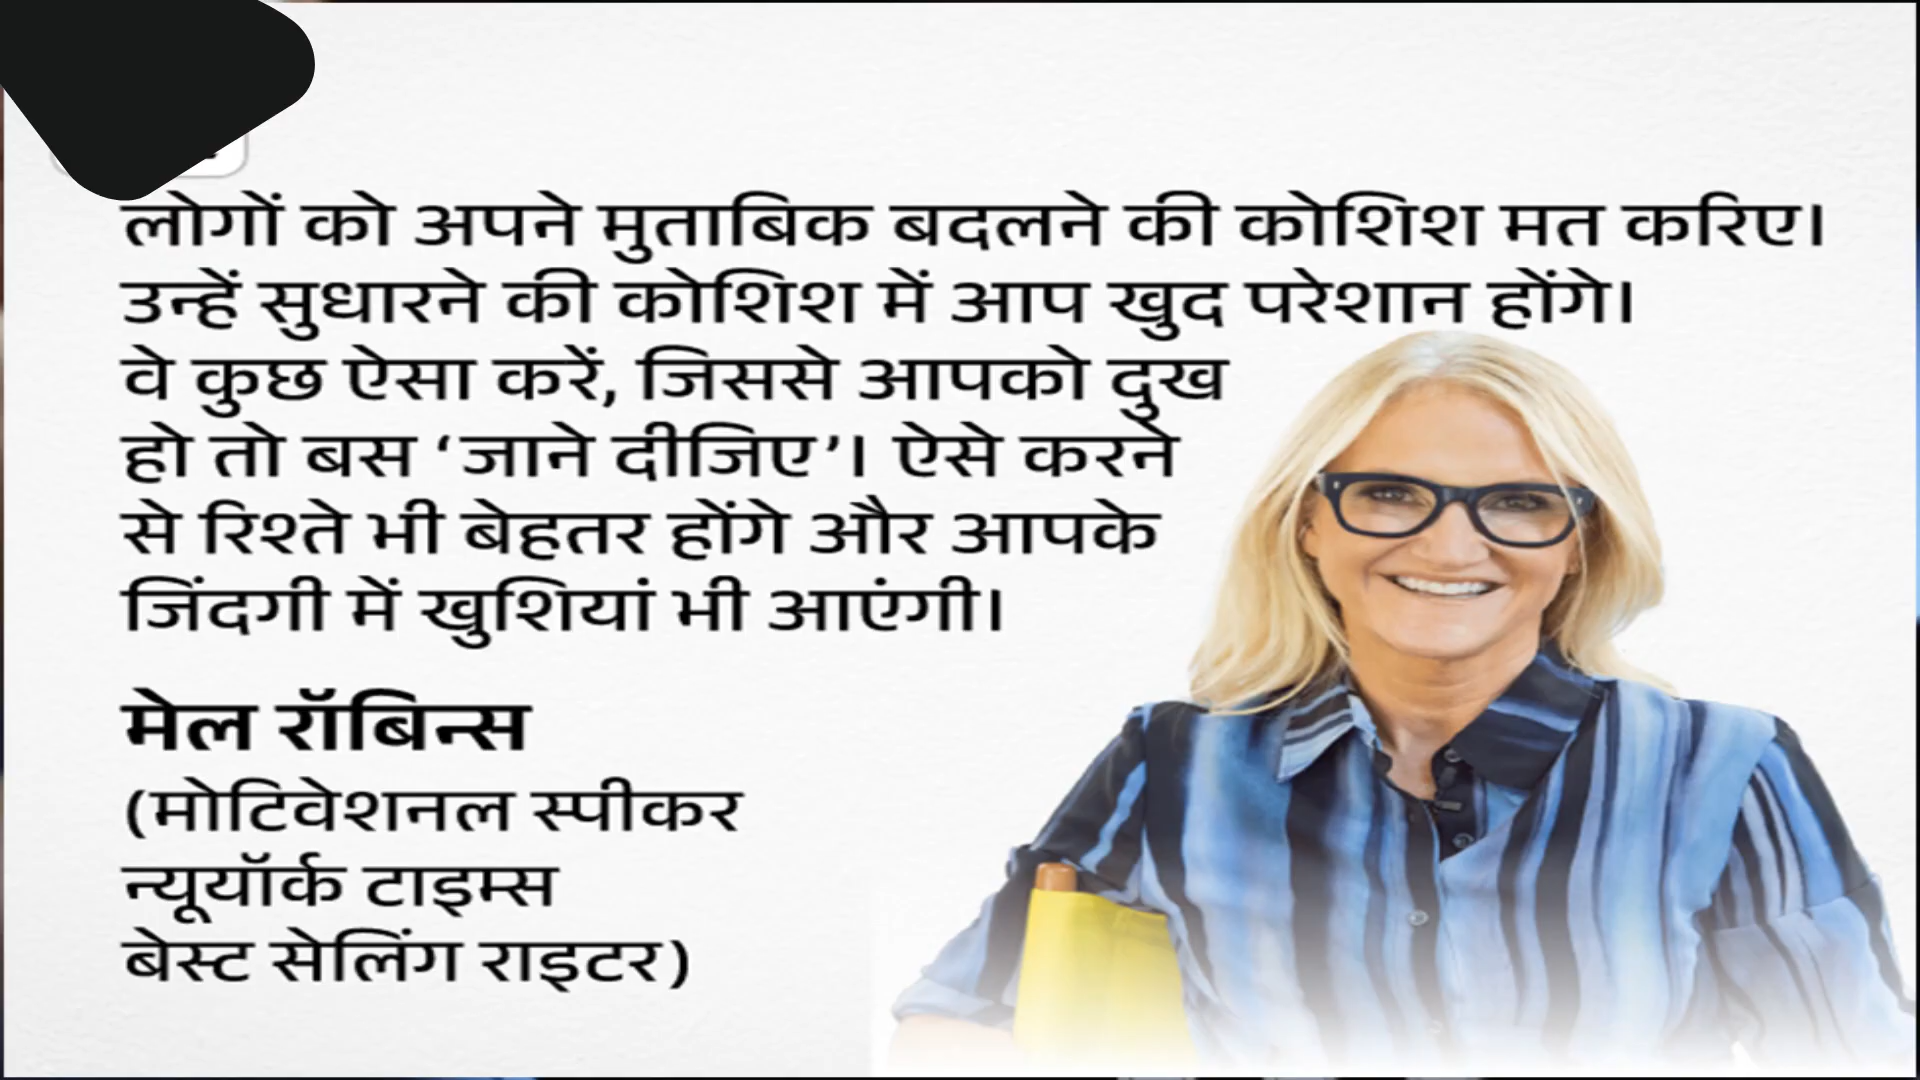 लोगों को अपने मुताबिक बदलने की कोशिश मत करिए।
उन्हें सुधारने की कोशिश में आप खुद परेशान होंगे।
वे कुछ ऐसा करें, जिससे आपको दुख
हो तो बस ‘जाने दीजिए’। ऐसे करने
से रिश्ते भी बेहतर होंगे और आपके
जिंदगी में खुशियां भी आएंगी।
मेल रॉबिन्स
(मोटिवेशनल स्पीकर
न्यूयॉर्क टाइम्स
बेस्ट सेलिंग राइटर)